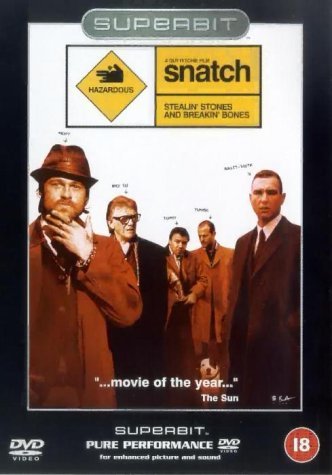 SUPERBIT
A GUY RITCHIE FILM
snatch
HAZARDOUS
STEALIN' STONES
AND BREAKIN' BONES
"...movie of the year..."
The Sun
SKA
SUPERBIT
PURE PERFORMANCE DVD VIDEO
for enhanced picture and sound
DVD
VIDEO
18